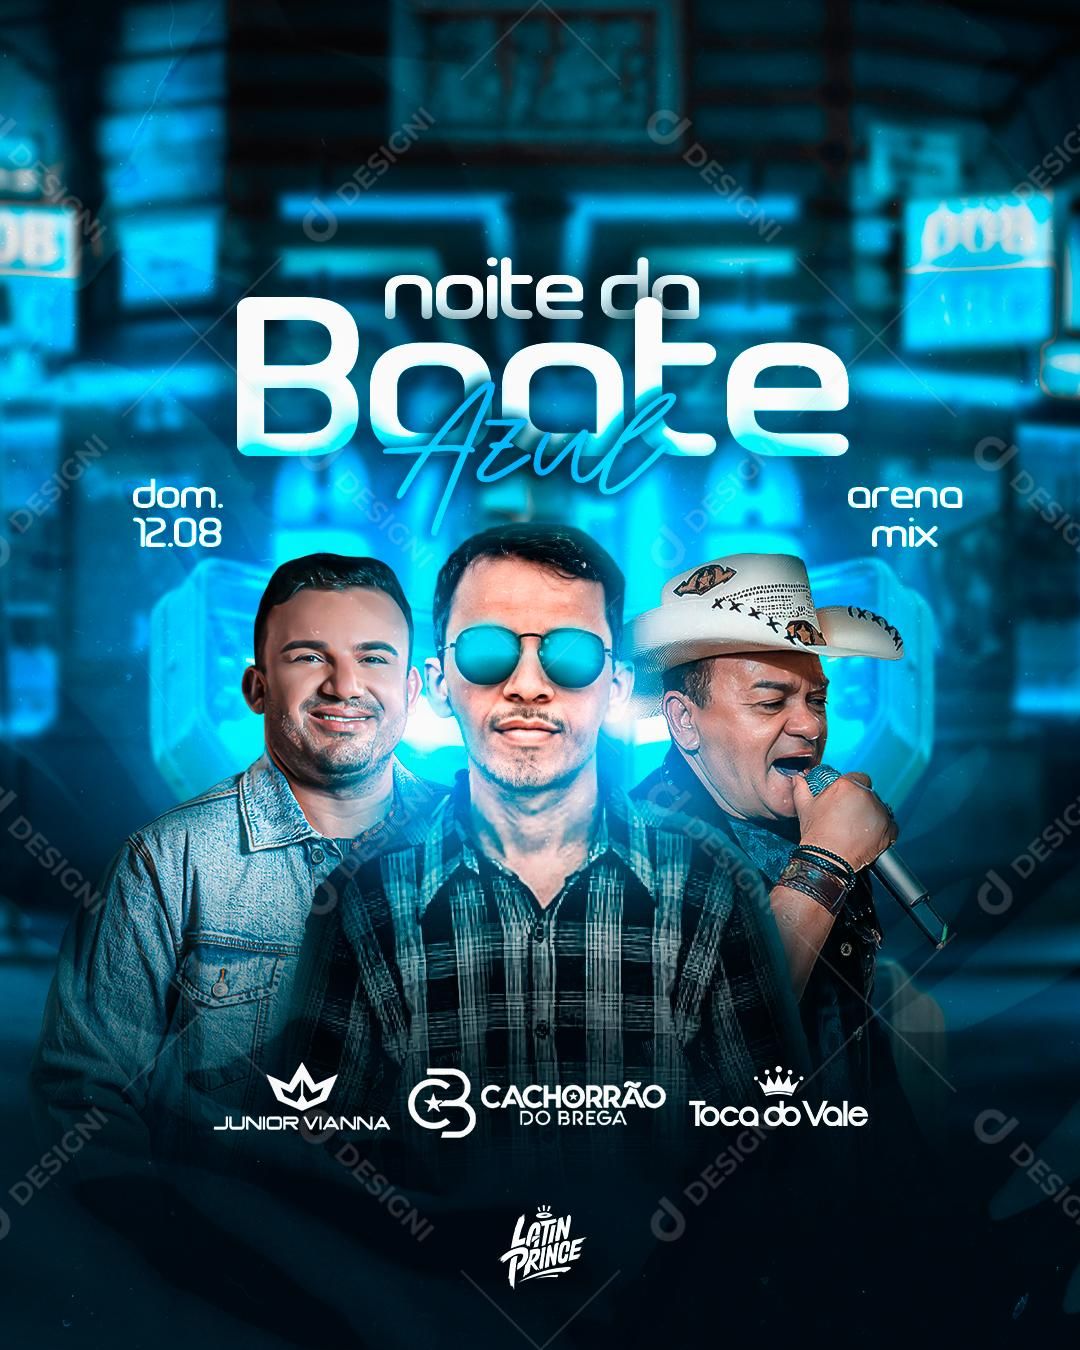 noite da
Boate
Azul
dom.
12.08
arena
mix
JUNIOR VIANNA
CB CACHORRÃO
DO BREGA
Toca do Vale
LATIN
PRINCE
DESIGNI